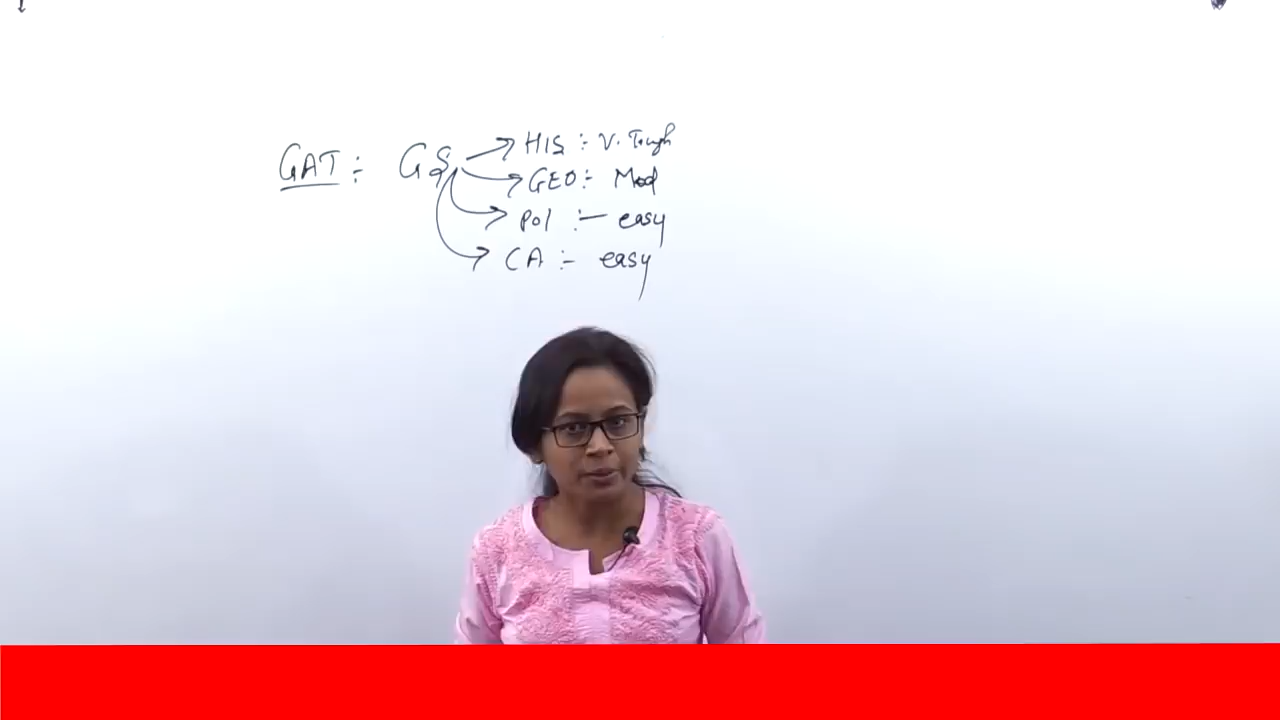 GAT :- GS → HIS :- V. Tough
→ GEO :- Mod
→ Pol :- easy
→ CA :- easy